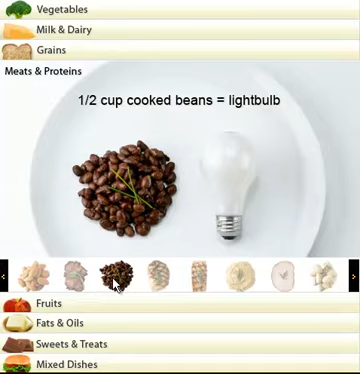 Vegetables
Milk & Dairy
Grains
Meats & Proteins
1/2 cup cooked beans = lightbulb
Fruits
Fats & Oils
Sweets & Treats
Mixed Dishes